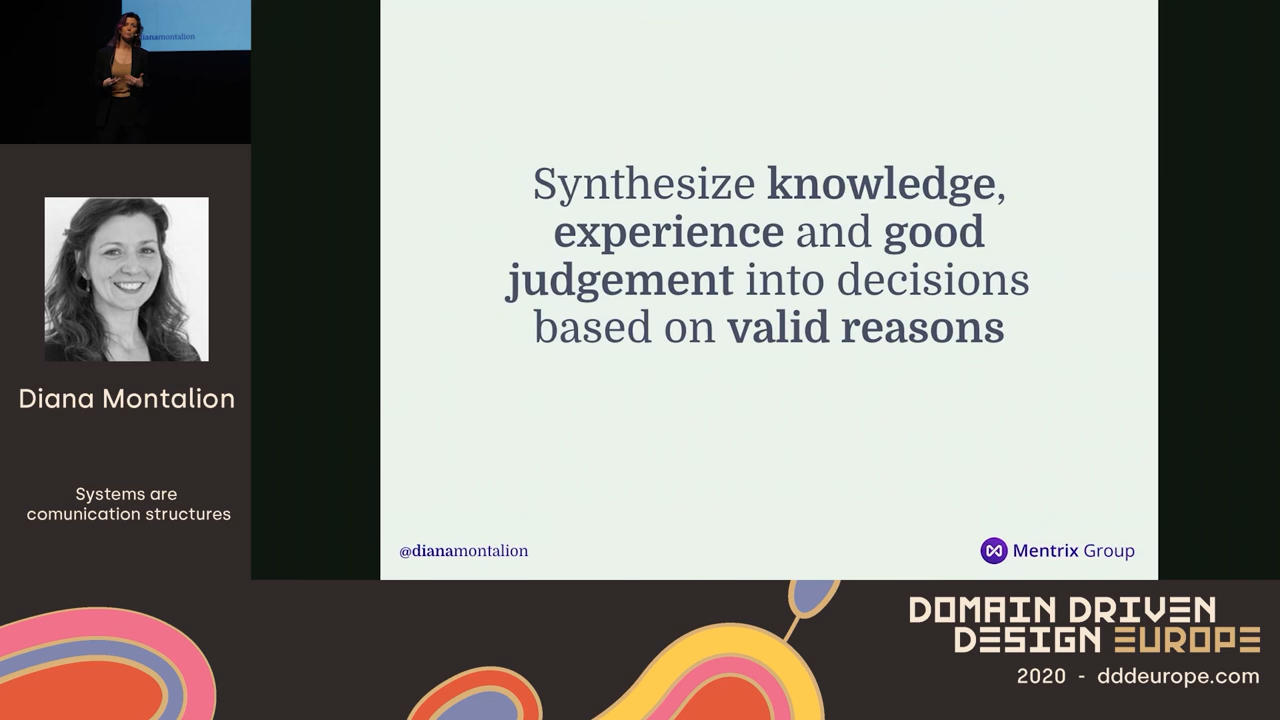 dianamontalion
Diana Montalion
Systems are
comunication structures
Synthesize knowledge,
experience and good
judgement into decisions
based on valid reasons
@dianamontalion
Mentrix Group
DOMAIN DRIVEN
DESIGN EUROPE
2020 - dddeurope.com